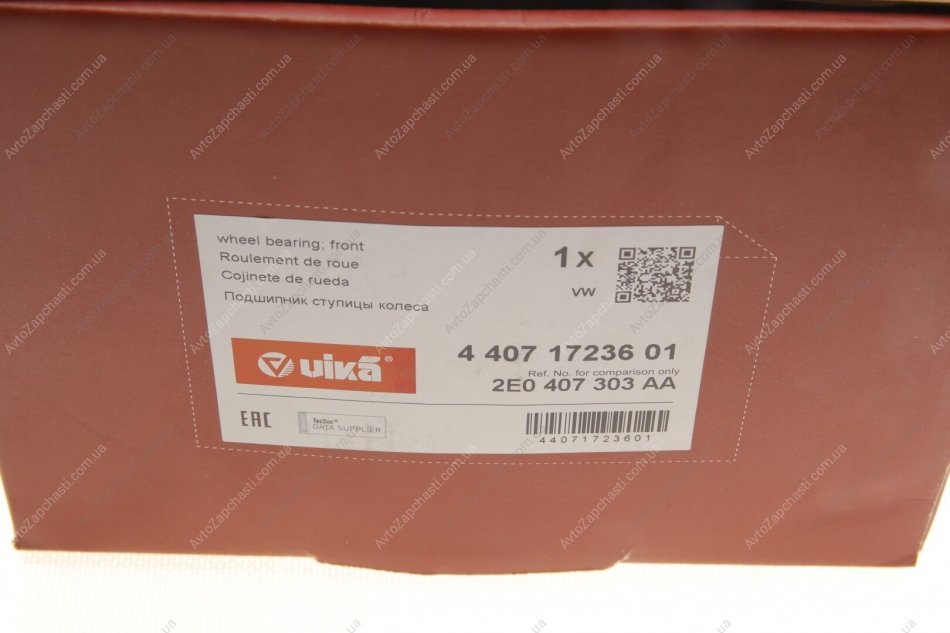 wheel bearing; front
Roulement de roue
Cojinete de rueda
Подшипник ступицы колеса
1 x
vw
vika®
4 407 17236 01
Ref. No. for comparison only
2E0 407 303 AA
EAC
TecDoc®
DATA SUPPLIER
44071723601
AvtoZapchasti.com.ua